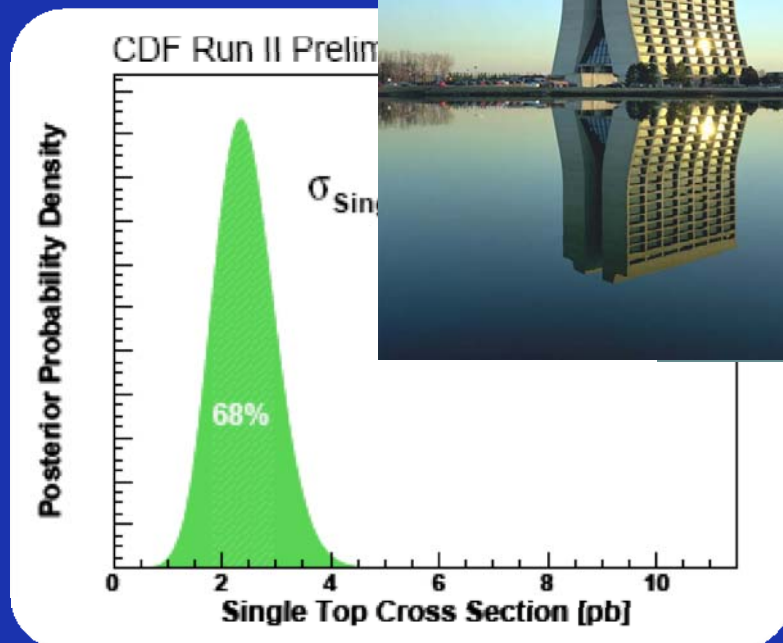 CDF Run II Prelim
σ Sing
Posterior Probability Density
68%
0 2 4 6 8 10
Single Top Cross Section [pb]